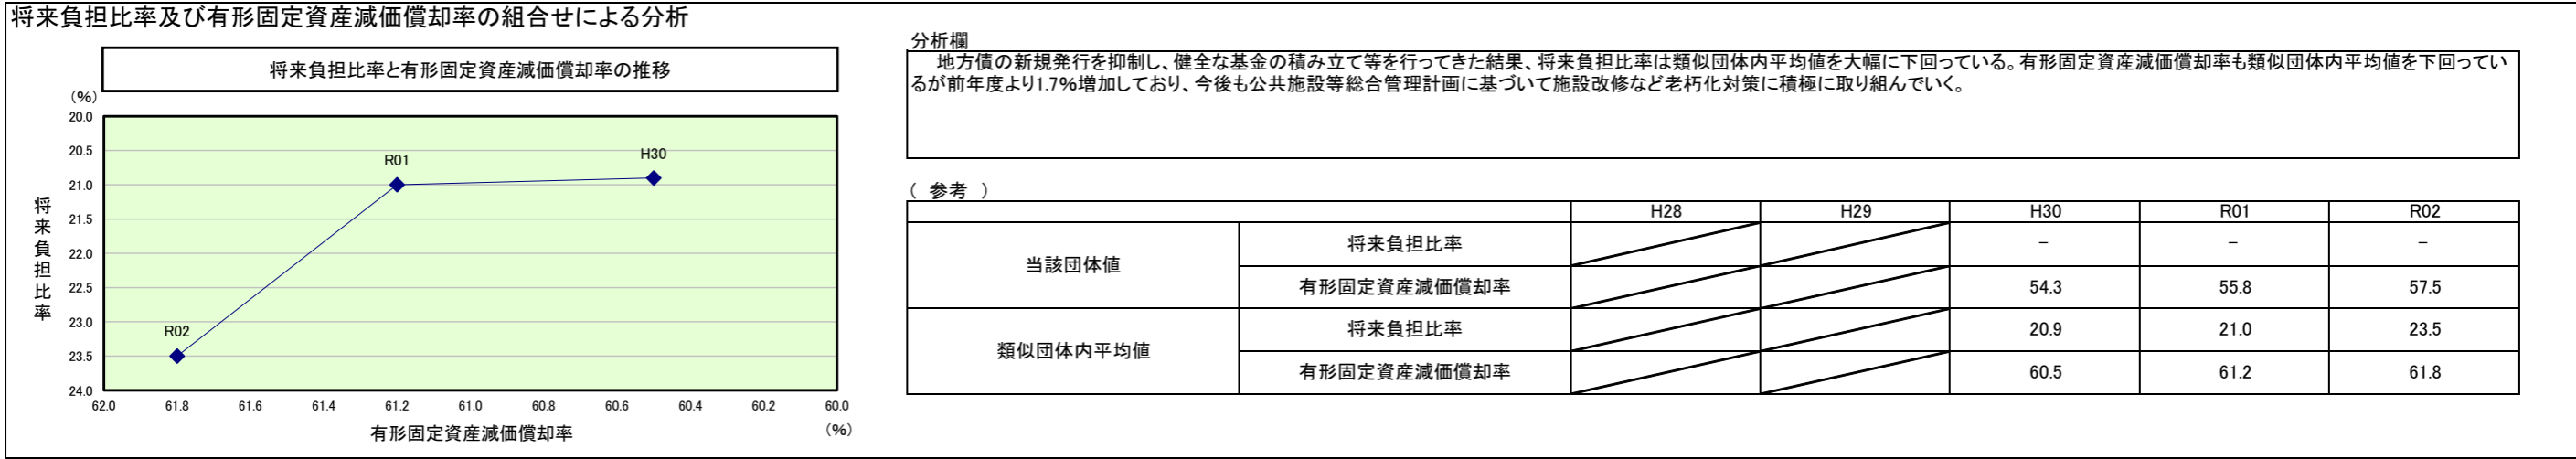 将来負担比率及び有形固定資産減価償却率の組合せによる分析
将来負担比率と有形固定資産減価償却率の推移
(%)
20.0
20.5
21.0
21.5
22.0
22.5
23.0
23.5
24.0
将来負担比率
R01
H30
R02
62.0 61.8 61.6 61.4 61.2 61.0 60.8 60.6 60.4 60.2 60.0
有形固定資産減価償却率
(%)
分析欄
地方債の新規発行を抑制し、健全な基金の積み立て等を行ってきた結果、将来負担比率は類似団体内平均値を大幅に下回っている。有形固定資産減価償却率も類似団体内平均値を下回ってい
るが前年度より1.7%増加しており、今後も公共施設等総合管理計画に基づいて施設改修など老朽化対策に積極的に取り組んでいく。
( 参考 )
H28 H29 H30 R01 R02
当該団体値
将来負担比率 - - -
有形固定資産減価償却率 54.3 55.8 57.5
類似団体内平均値
将来負担比率 20.9 21.0 23.5
有形固定資産減価償却率 60.5 61.2 61.8